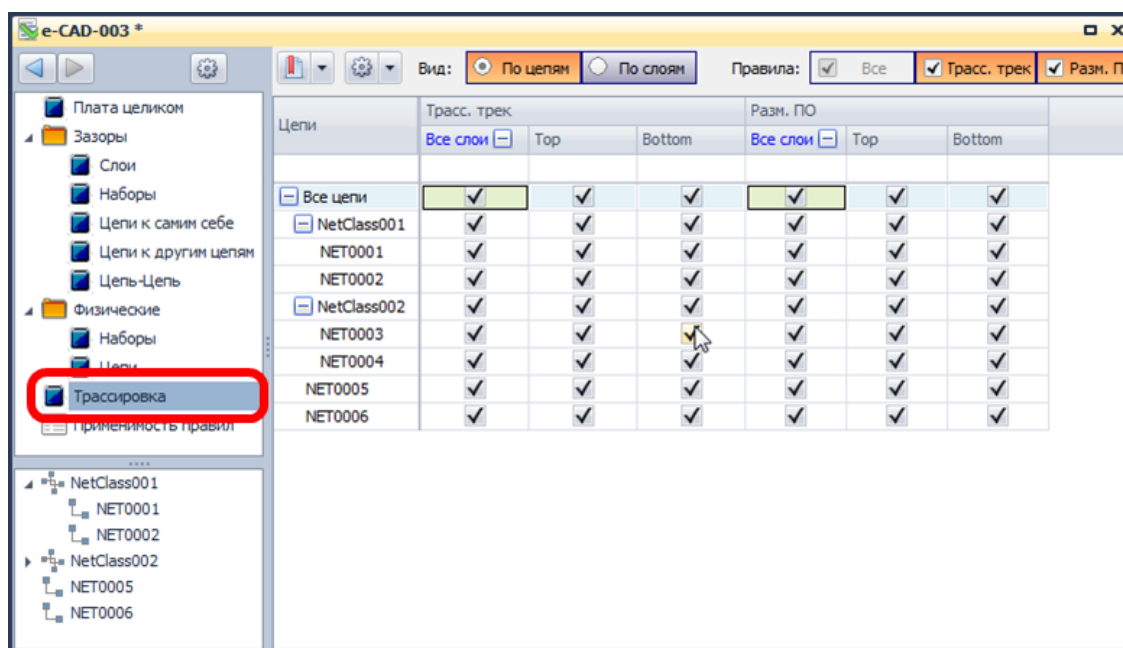 e-CAD-003 *
Вид: По цепям По слоям Правила: Все Трасс. трек Разм. П
Плата целиком
Зазоры
Слои
Наборы
Цепи к самим себе
Цепи к другим цепям
Цепь-Цепь
Физические
Наборы
Цепи
Трассировка
Применимость правил
NetClass001
NET0001
NET0002
NetClass002
NET0005
NET0006
Цепи Трасс. трек Разм. ПО
Все слои Top Bottom Все слои Top Bottom
Все цепи
NetClass001
NET0001
NET0002
NetClass002
NET0003
NET0004
NET0005
NET0006